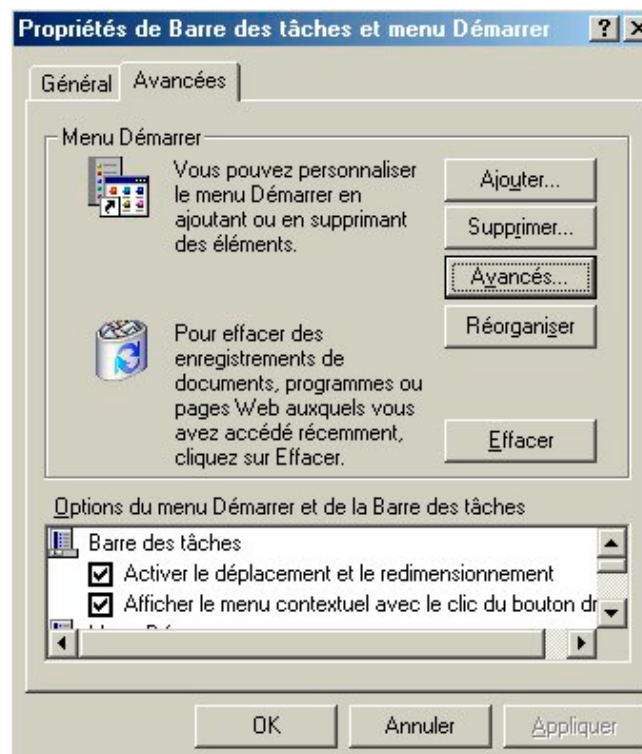 Propriétés de Barre des tâches et menu Démarrer
Général
Avancées
Menu Démarrer
Vous pouvez personnaliser
le menu Démarrer en
ajoutant ou en supprimant
des éléments.
Ajouter...
Supprimer...
Avancés...
Réorganiser
Pour effacer des
enregistrements de
documents, programmes ou
pages Web auxquels vous
avez accédé récemment,
cliquez sur Effacer.
Effacer
Options du menu Démarrer et de la Barre des tâches
Barre des tâches
Activer le déplacement et le redimensionnement
Afficher le menu contextuel avec le clic du bouton dr
OK
Annuler
Appliquer